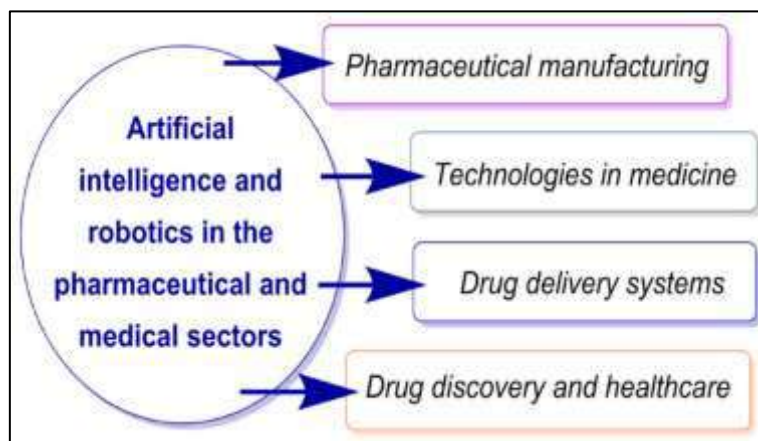 Artificial
intelligence and
robotics in the
pharmaceutical and
medical sectors
Pharmaceutical manufacturing
Technologies in medicine
Drug delivery systems
Drug discovery and healthcare